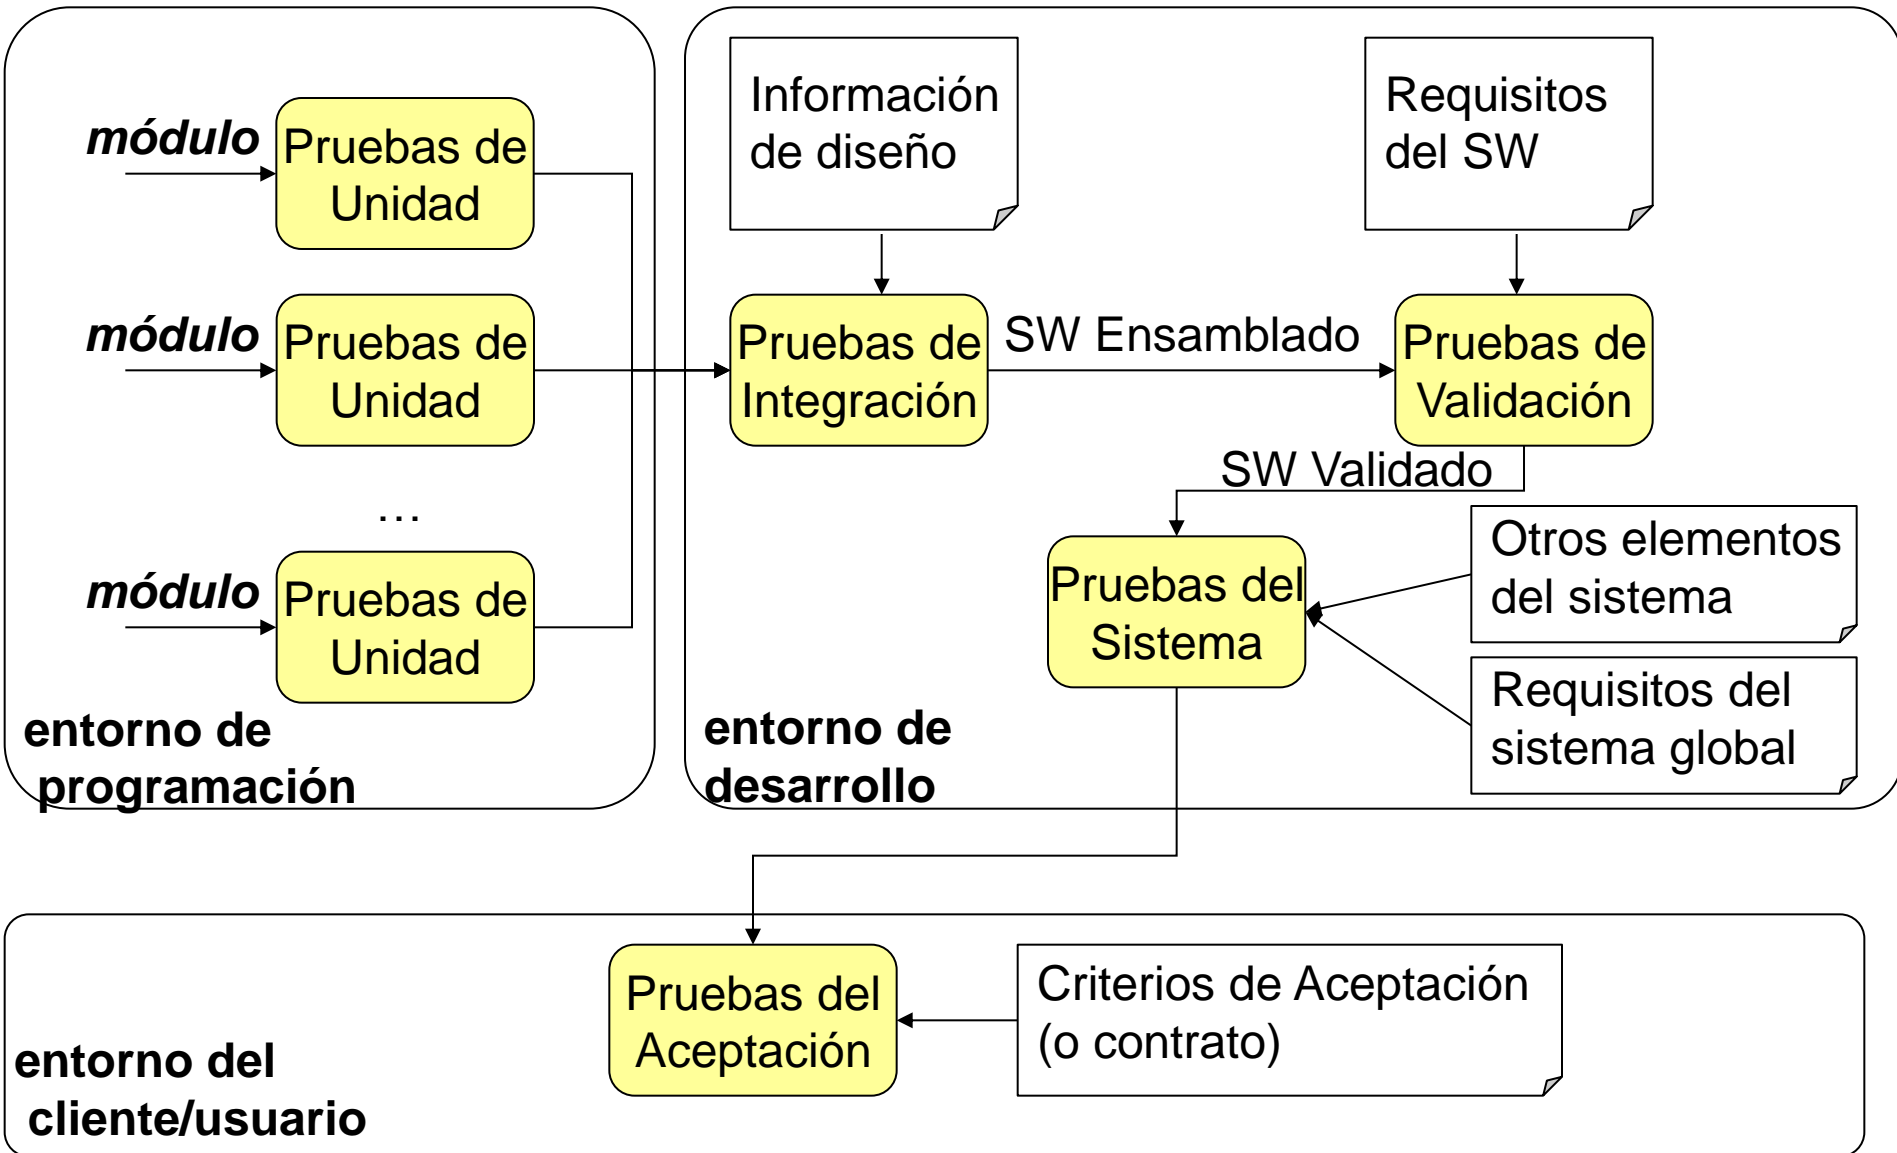 módulo
Pruebas de
Unidad
módulo
Pruebas de
Unidad
…
módulo
Pruebas de
Unidad
entorno de
programación
Información
de diseño
Requisitos
del SW
Pruebas de
Integración
SW Ensamblado
Pruebas de
Validación
SW Validado
Pruebas del
Sistema
Otros elementos
del sistema
Requisitos del
sistema global
entorno de
desarrollo
Pruebas del
Aceptación
Criterios de Aceptación
(o contrato)
entorno del
cliente/usuario